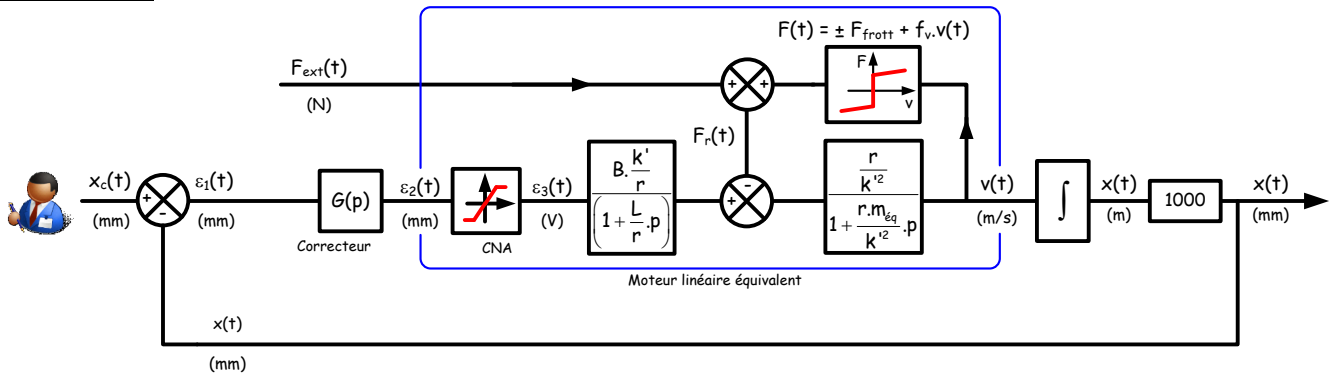 F(t) = ± F_frott + f_v.v(t)
F_ext(t)
(N)
F
v
+
+
F_r(t)
x_c(t)
(mm)
+
-
ε_1(t)
(mm)
G(p)
Correcteur
ε_2(t)
(mm)
CNA
ε_3(t)
(V)
B. k'/r
(1 + L/r .p)
-
+
r/k'²
1 + r.m_éq/k'² .p
v(t)
(m/s)
∫
x(t)
(m)
1000
x(t)
(mm)
Moteur linéaire équivalent
x(t)
(mm)